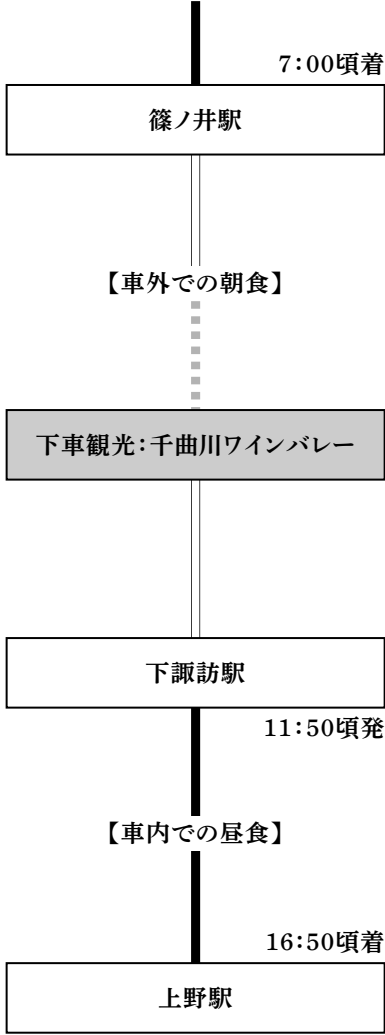 7:00頃着
篠ノ井駅
【車外での朝食】
下車観光:千曲川ワインバレー
下諏訪駅
11:50頃発
【車内での昼食】
16:50頃着
上野駅